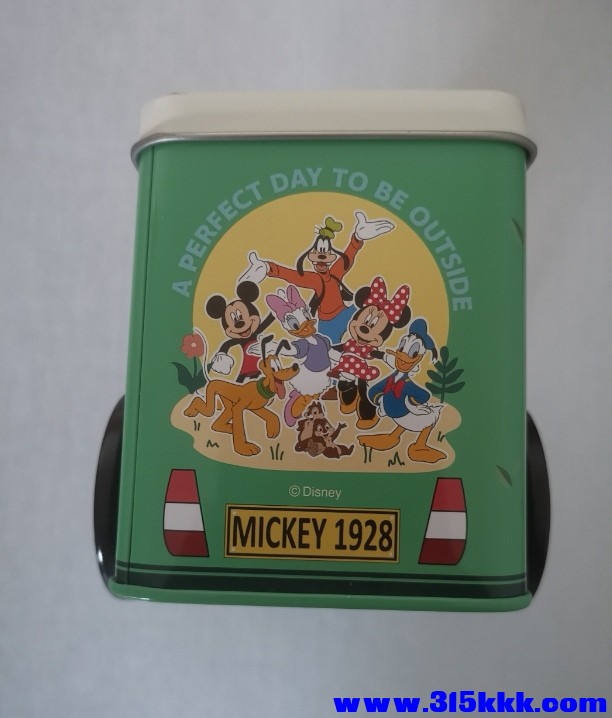 A PERFECT DAY TO BE OUTSIDE
©Disney
MICKEY 1928
www.315kkk.com